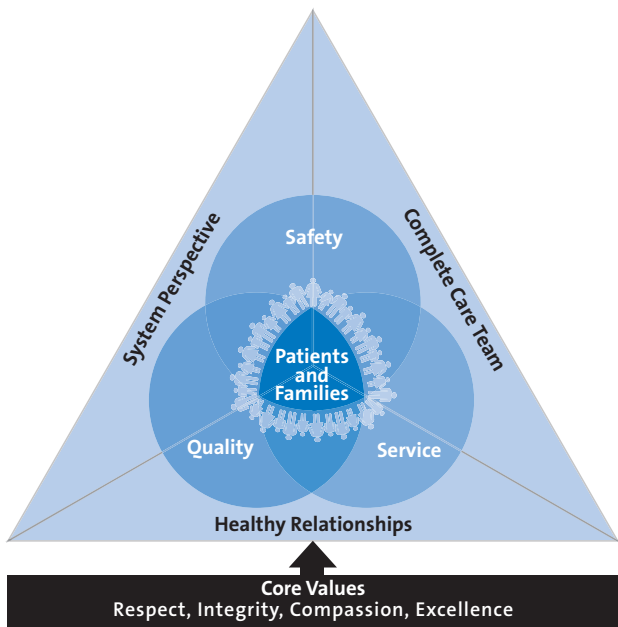 Safety
System Perspective
Complete Care Team
Patients
and
Families
Quality
Service
Healthy Relationships
Core Values
Respect, Integrity, Compassion, Excellence